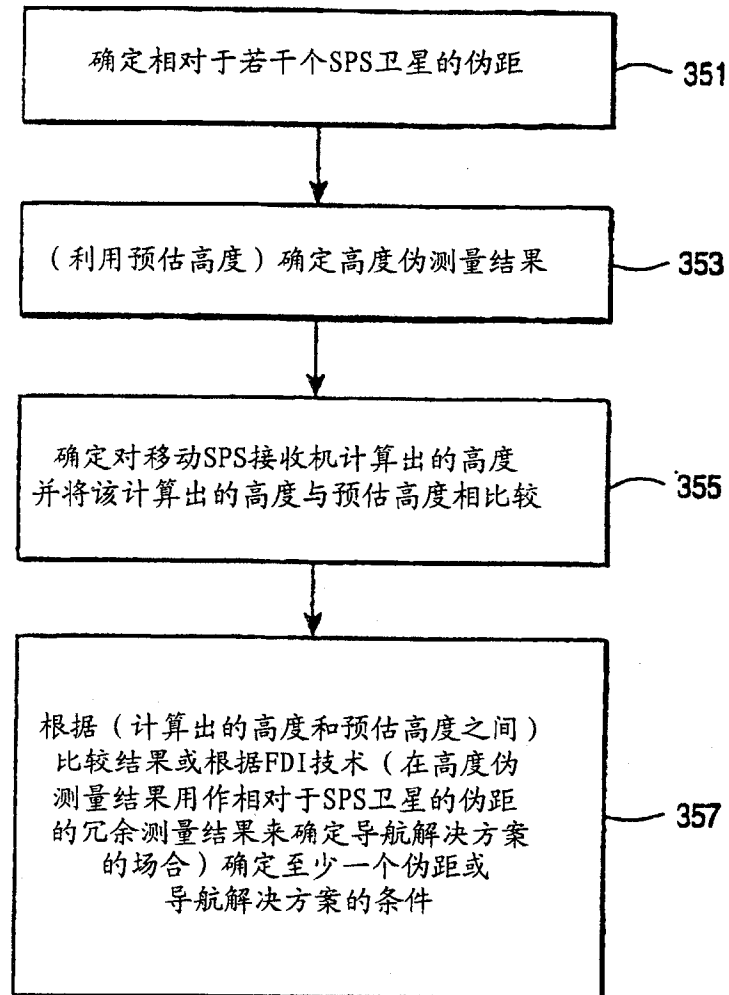 确定相对于若干个SPS卫星的伪距
351
(利用预估高度)确定高度伪测量结果
353
确定对移动SPS接收机计算出的高度
并将该计算出的高度与预估高度相比较
355
根据(计算出的高度和预估高度之间)
比较结果或根据FDI技术(在高度伪
测量结果用作相对于SPS卫星的伪距
的冗余测量结果来确定导航解决方案
的场合)确定至少一个伪距或
导航解决方案的条件
357